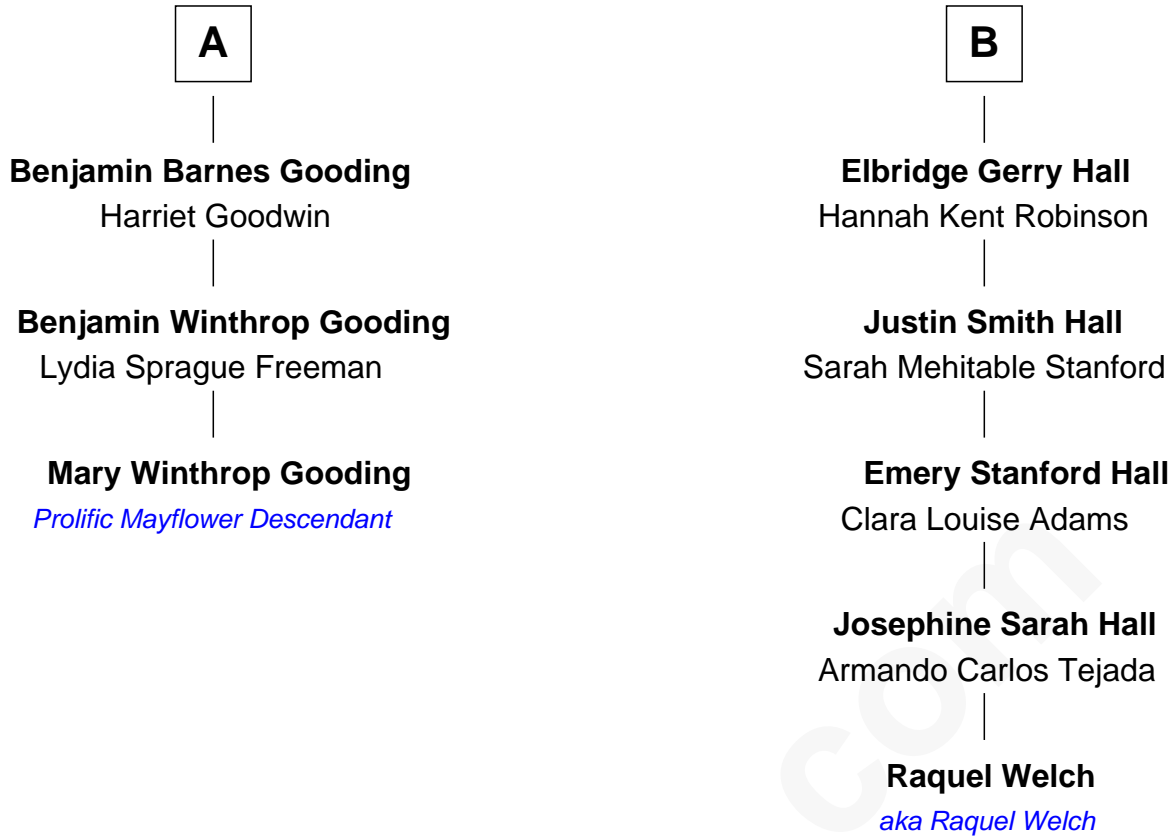 A
Benjamin Barnes Gooding
Harriet Goodwin
Benjamin Winthrop Gooding
Lydia Sprague Freeman
Mary Winthrop Gooding
Prolific Mayflower Descendant
B
Elbridge Gerry Hall
Hannah Kent Robinson
Justin Smith Hall
Sarah Mehitable Stanford
Emery Stanford Hall
Clara Louise Adams
Josephine Sarah Hall
Armando Carlos Tejada
Raquel Welch
aka Raquel Welch
com